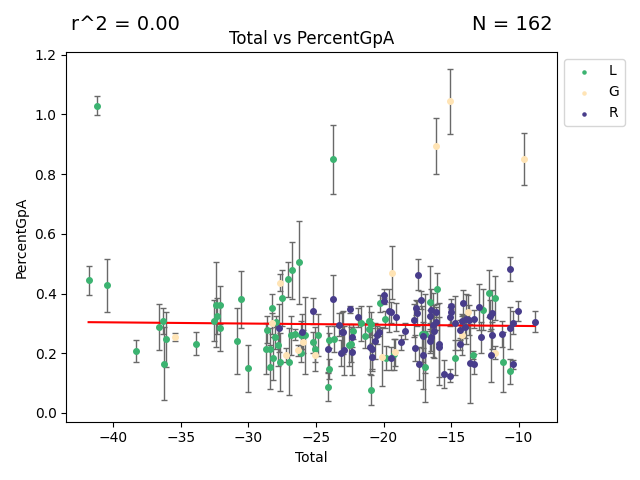 r^2 = 0.00
N = 162
Total vs PercentGpA
1.2
1.0
0.8
0.6
0.4
0.2
0.0
PercentGpA
−40
−35
−30
−25
−20
−15
−10
Total
L
G
R